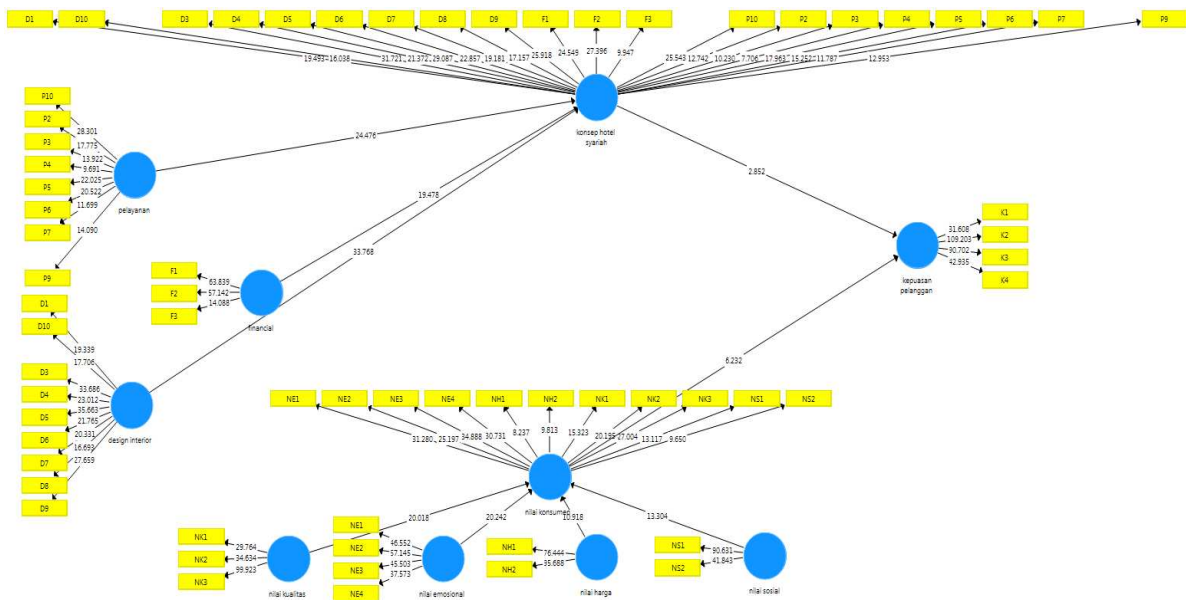 D1 D10 D3 D4 D5 D6 D7 D8 D9 F1 F2 F3 P10 P2 P3 P4 P5 P6 P7 P9
19.493 16.038 31.721 21.372 29.087 22.857 19.181 17.157 25.918 24.549 27.396 9.947 25.543 12.742 10.230 7.706 17.963 15.252 11.787 12.953
konsep hotel
syariah
P10
P2
P3
P4
P5
P6
P7
P9
28.301
17.775
13.922
9.691
22.025
20.522
11.699
14.090
pelayanan
24.476
19.478
33.768
2.852
6.232
F1
F2
F3
63.839
57.142
14.088
financial
K1
K2
K3
K4
31.608
109.203
90.702
42.935
kepuasan
pelanggan
D1
D10
D3
D4
D5
D6
D7
D8
D9
19.339
17.706
33.686
23.012
35.663
21.765
20.331
16.693
27.659
design interior
NE1 NE2 NE3 NE4 NH1 NH2 NK1 NK2 NK3 NS1 NS2
31.280 25.197 34.888 30.731 8.237 9.813 15.323 20.195 27.004 13.117 9.650
nilai konsumen
20.018 20.242 10.918 13.304
NK1
NK2
NK3
29.764
34.634
99.923
nilai kualitas
NE1
NE2
NE3
NE4
46.552
57.145
45.503
37.573
nilai emosional
NH1
NH2
76.444
35.688
nilai harga
NS1
NS2
90.631
41.843
nilai sosial